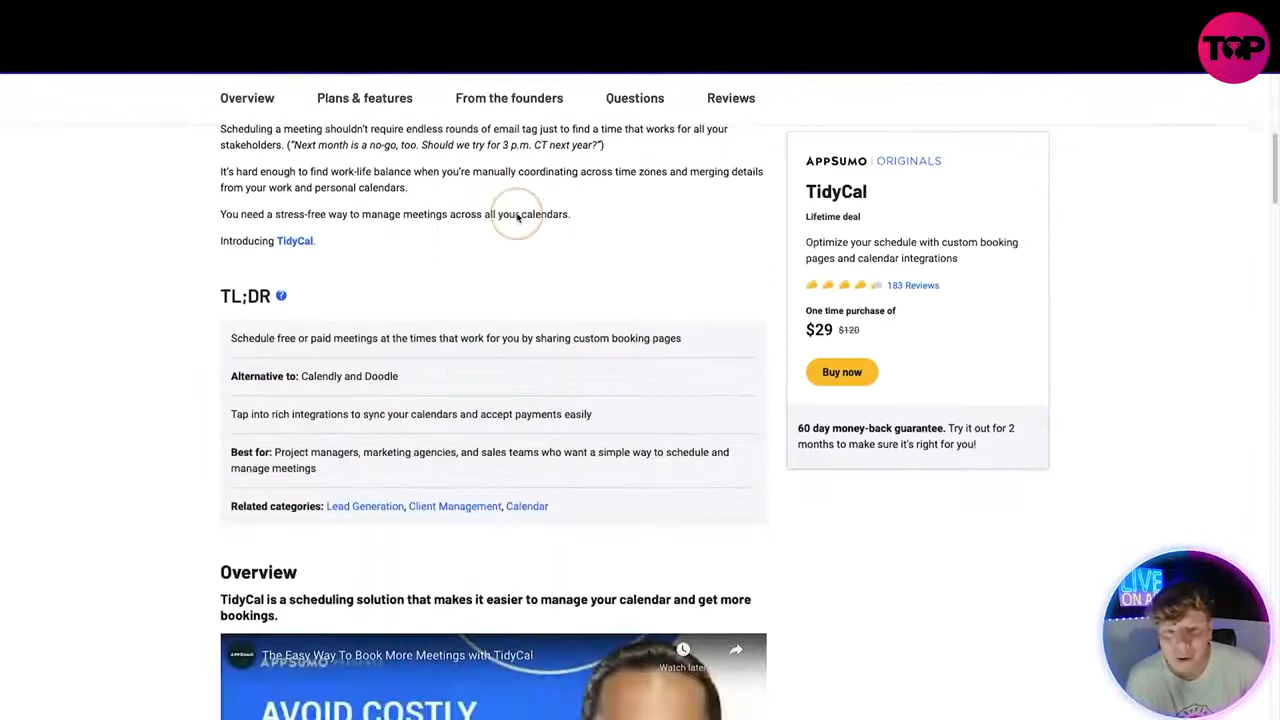 TOP
Overview
Plans & features
From the founders
Questions
Reviews
Scheduling a meeting shouldn't require endless rounds of email tag just to find a time that works for all your
stakeholders. ("Next month is a no-go, too. Should we try for 3 p.m. CT next year?")
It's hard enough to find work-life balance when you're manually coordinating across time zones and merging details
from your work and personal calendars.
You need a stress-free way to manage meetings across all your calendars.
Introducing TidyCal.
TL;DR ?
Schedule free or paid meetings at the times that work for you by sharing custom booking pages
Alternative to: Calendly and Doodle
Tap into rich integrations to sync your calendars and accept payments easily
Best for: Project managers, marketing agencies, and sales teams who want a simple way to schedule and
manage meetings
Related categories: Lead Generation, Client Management, Calendar
Overview
TidyCal is a scheduling solution that makes it easier to manage your calendar and get more
bookings.
APPSUMO
The Easy Way To Book More Meetings with TidyCal
APPSUMO PRESENTS
Watch later
AVOID COSTLY
APPSUMO | ORIGINALS
TidyCal
Lifetime deal
Optimize your schedule with custom booking
pages and calendar integrations
183 Reviews
One time purchase of
$29 $120
Buy now
60 day money-back guarantee. Try it out for 2
months to make sure it's right for you!
LIVE
ON A